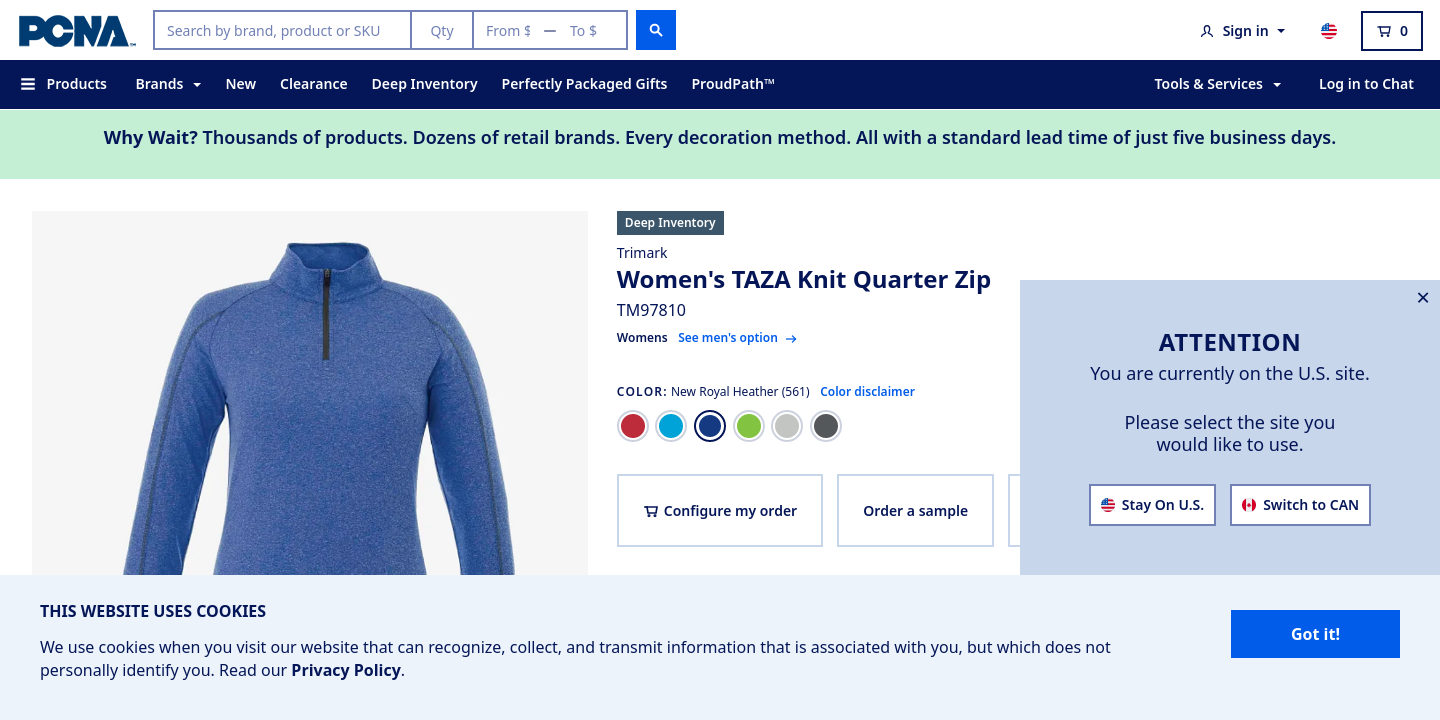 PCNA
Search by brand, product or SKU
Qty
From $ — To $
Sign in
0
Products
Brands
New
Clearance
Deep Inventory
Perfectly Packaged Gifts
ProudPath™
Tools & Services
Log in to Chat
Why Wait? Thousands of products. Dozens of retail brands. Every decoration method. All with a standard lead time of just five business days.
Deep Inventory
Trimark
Women's TAZA Knit Quarter Zip
TM97810
Womens See men's option →
COLOR: New Royal Heather (561) Color disclaimer
Configure my order
Order a sample
ATTENTION
You are currently on the U.S. site.
Please select the site you
would like to use.
Stay On U.S.
Switch to CAN
THIS WEBSITE USES COOKIES
We use cookies when you visit our website that can recognize, collect, and transmit information that is associated with you, but which does not
personally identify you. Read our Privacy Policy.
Got it!